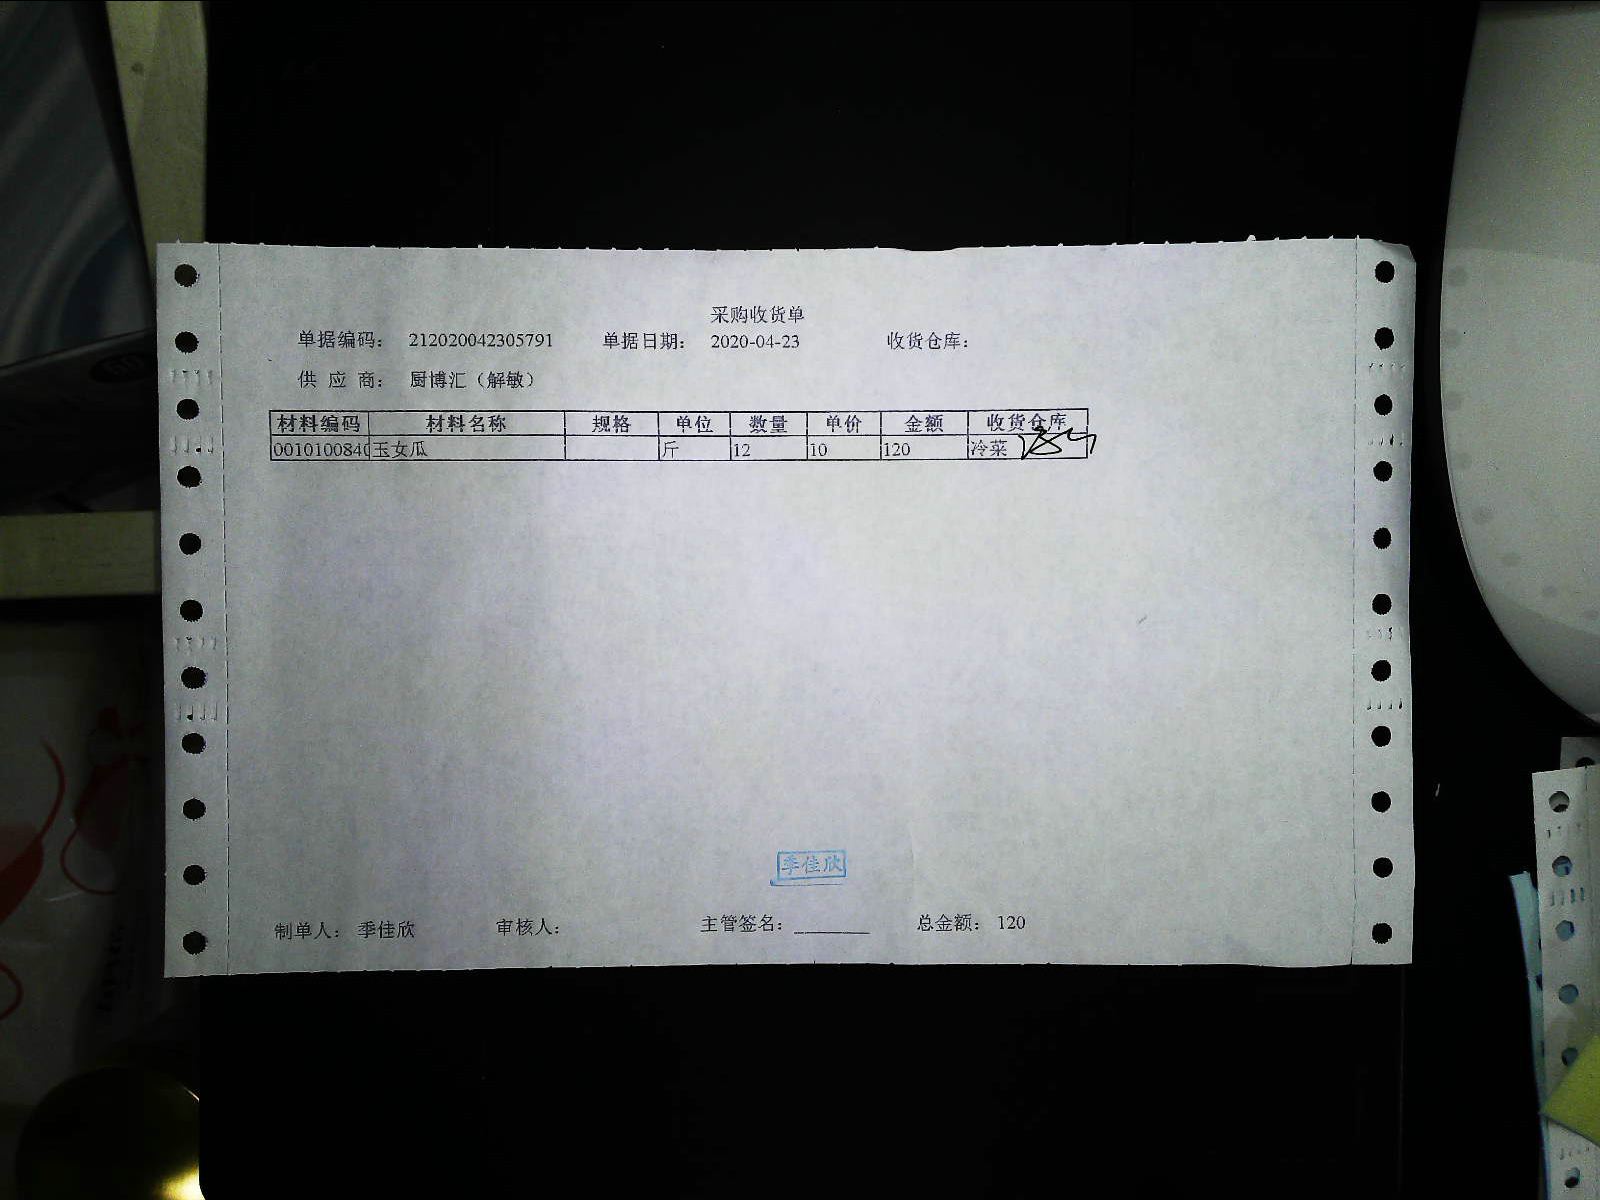 采购收货单
单据编码： 212020042305791 单据日期： 2020-04-23 收货仓库：
供 应 商： 厨博汇（解敏）
材料编码 材料名称 规格 单位 数量 单价 金额 收货仓库
0010100840 玉女瓜 斤 12 10 120 冷菜
季佳欣
制单人： 季佳欣 审核人： 主管签名：________ 总金额： 120